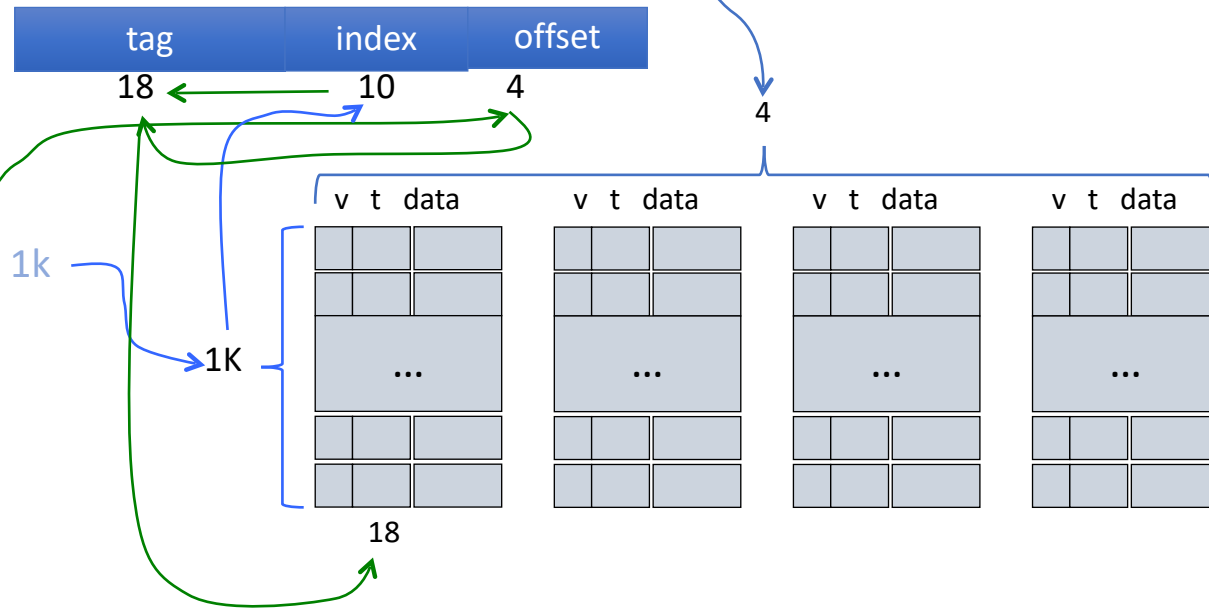 tag index offset
18 10 4
4
v t data v t data v t data v t data
1k
1K
... ... ... ...
18